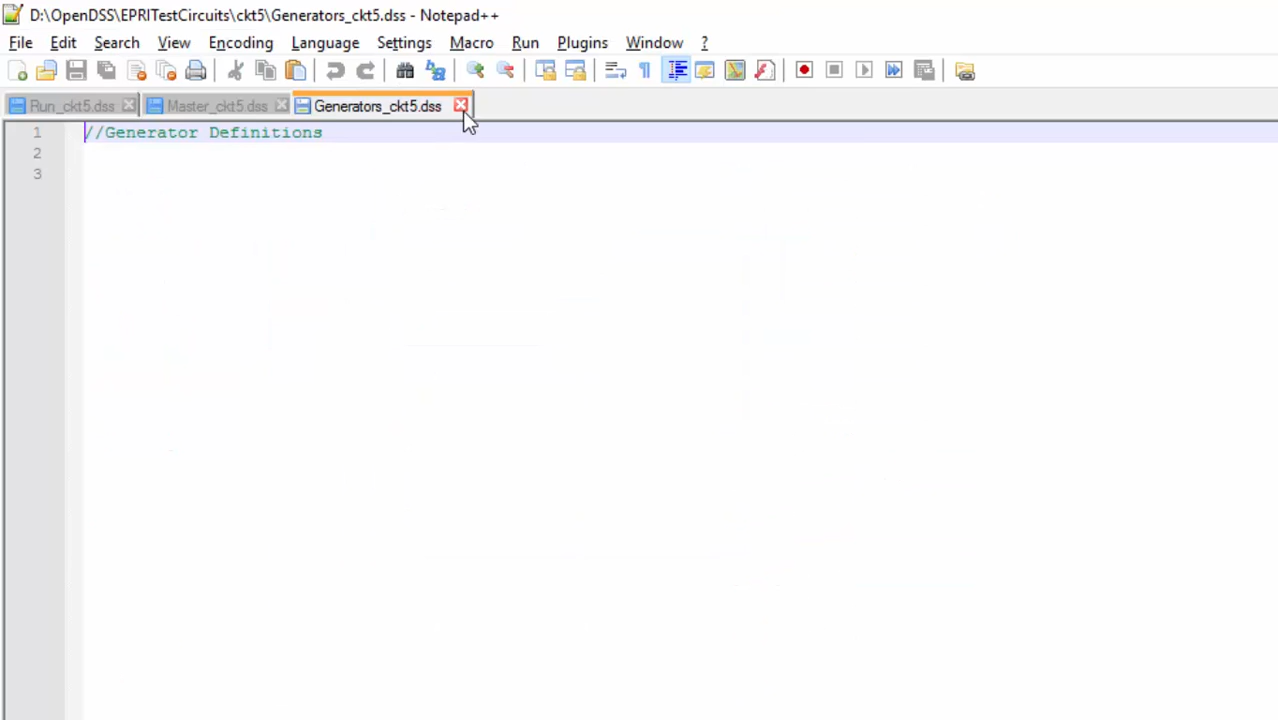 D:\OpenDSS\EPRITestCircuits\ckt5\Generators_ckt5.dss - Notepad++
File Edit Search View Encoding Language Settings Macro Run Plugins Window ?
Run_ckt5.dss Master_ckt5.dss Generators_ckt5.dss
1 //Generator Definitions
2
3